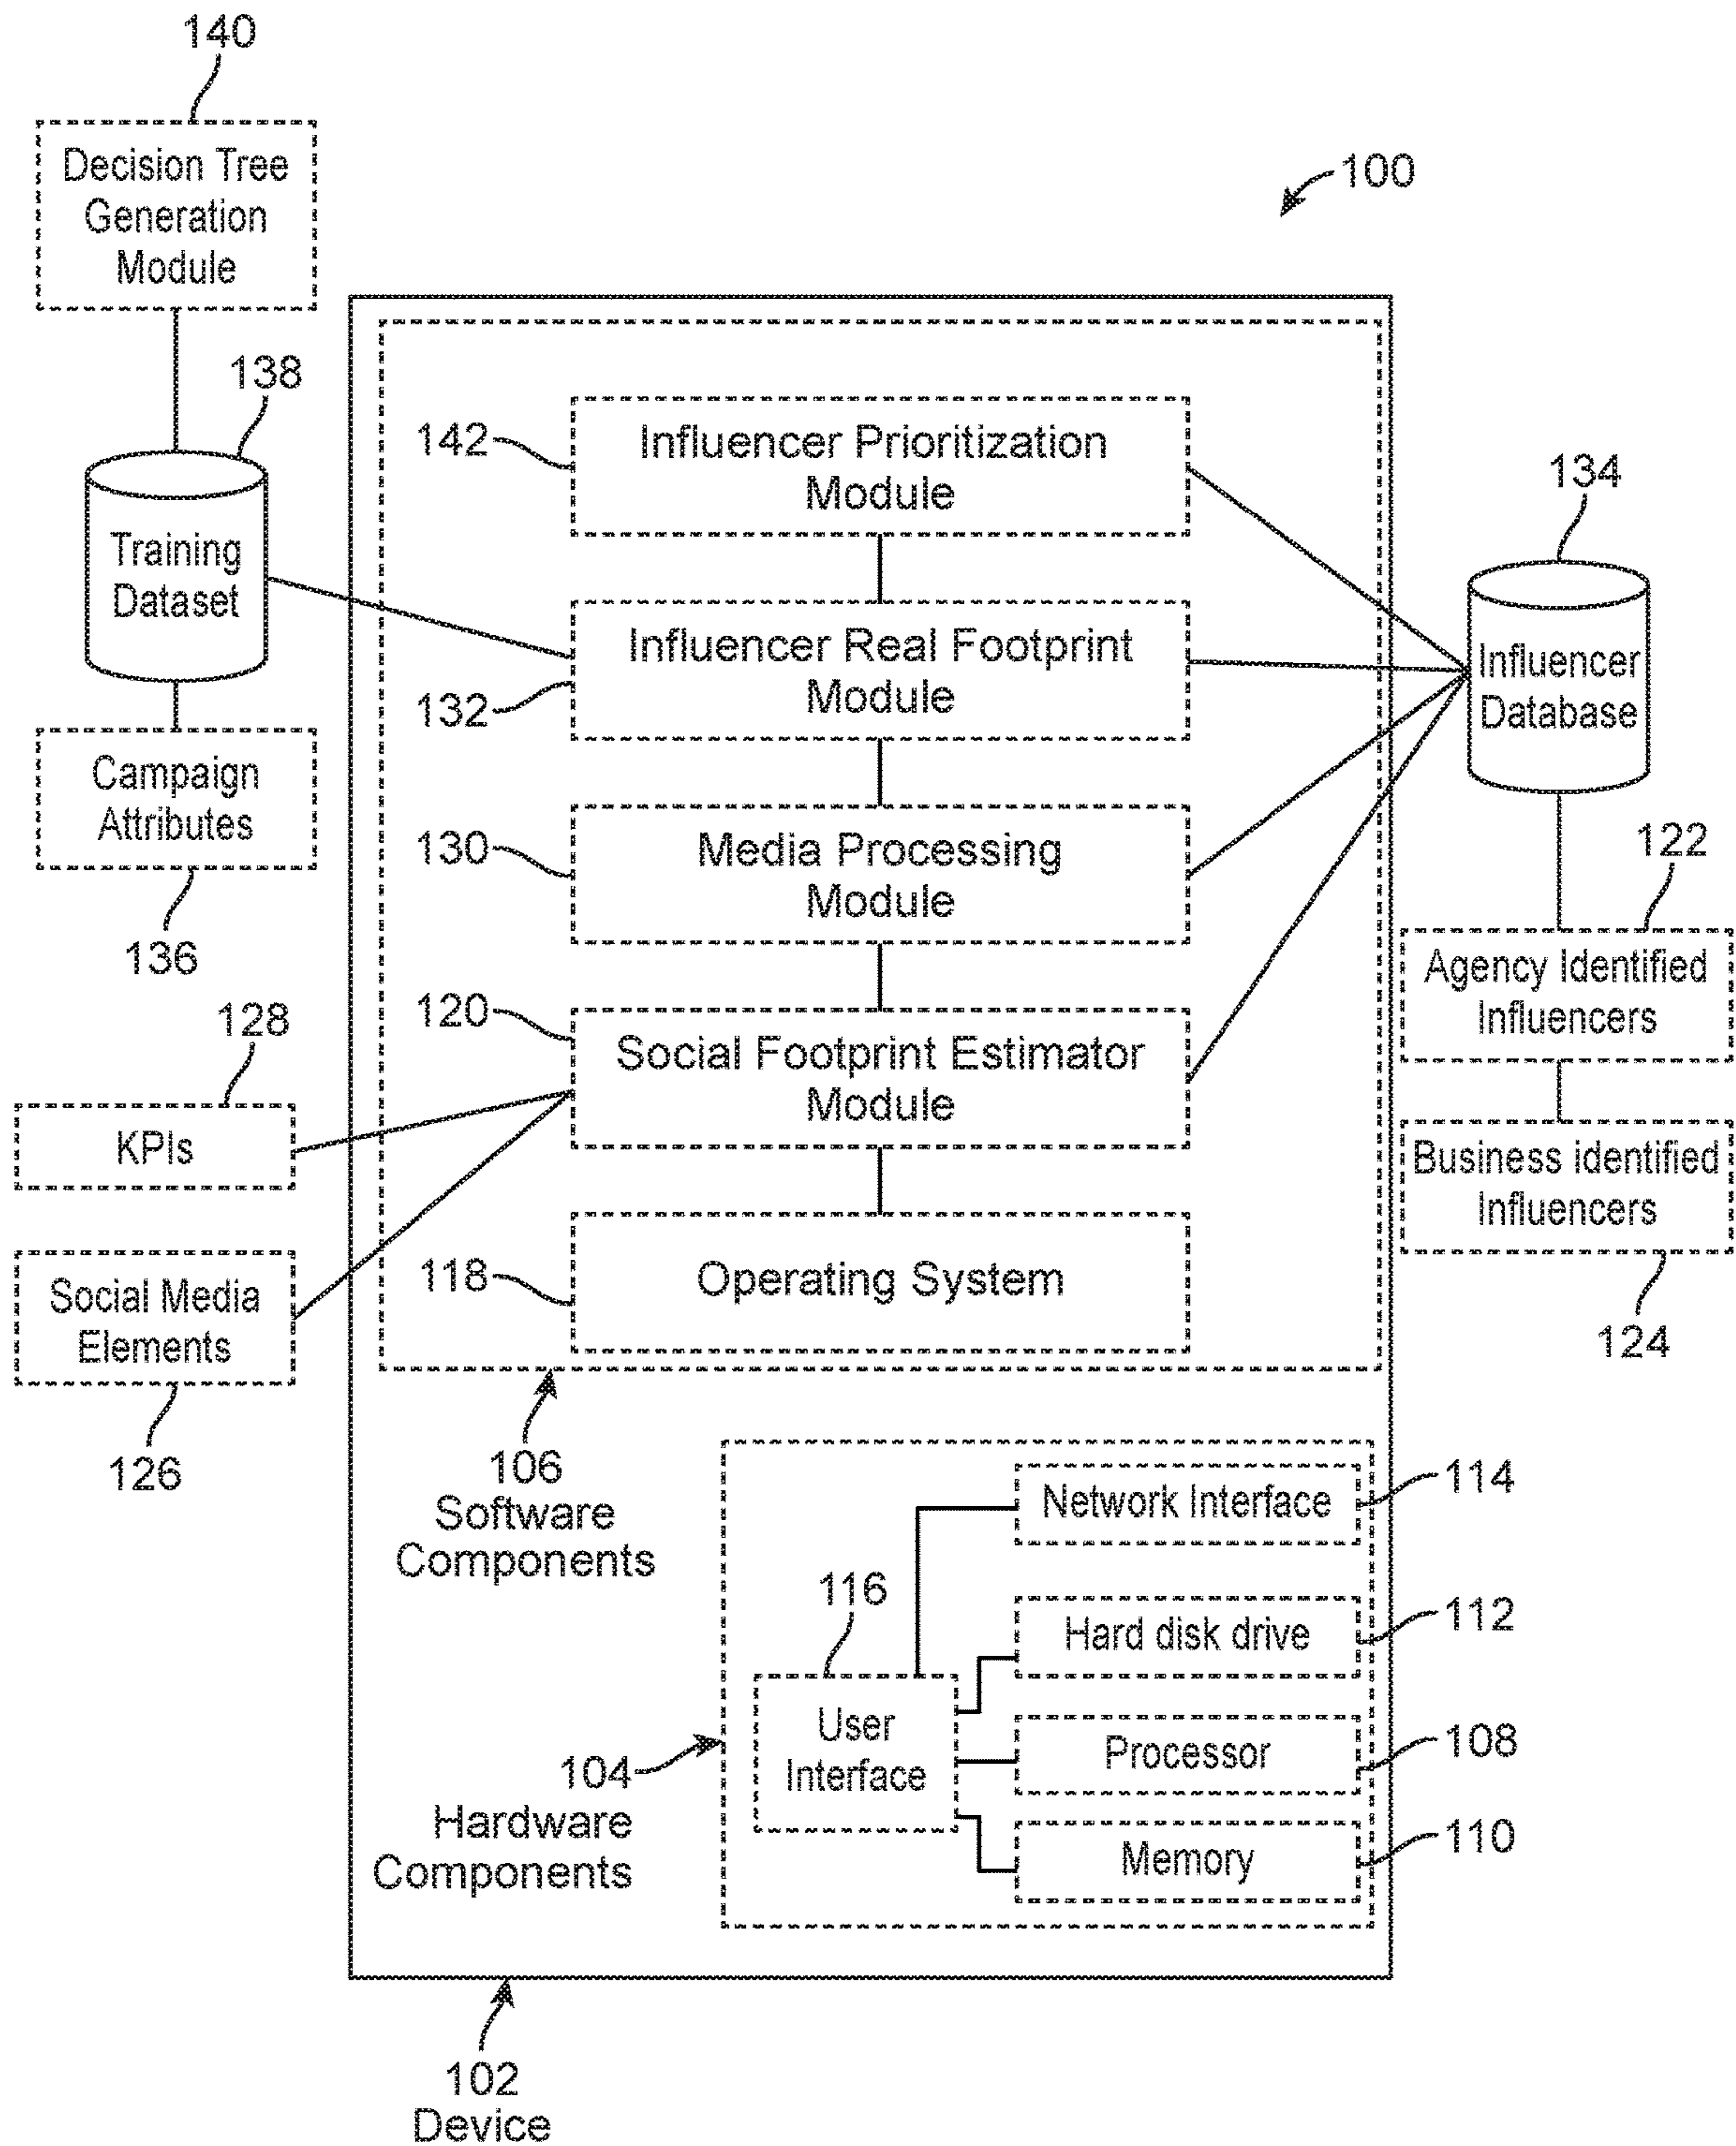 140
Decision Tree
Generation
Module
100
138
Training
Dataset
142
Influencer Prioritization
Module
134
Influencer
Database
Influencer Real Footprint
Module
132
Campaign
Attributes
136
130
Media Processing
Module
122
Agency Identified
Influencers
120
Social Footprint Estimator
Module
128
KPIs
Business identified
Influencers
124
118
Operating System
Social Media
Elements
126
106
Software
Components
Network Interface
114
116
Hard disk drive
112
User
Interface
Processor
108
104
Hardware
Components
Memory
110
102
Device